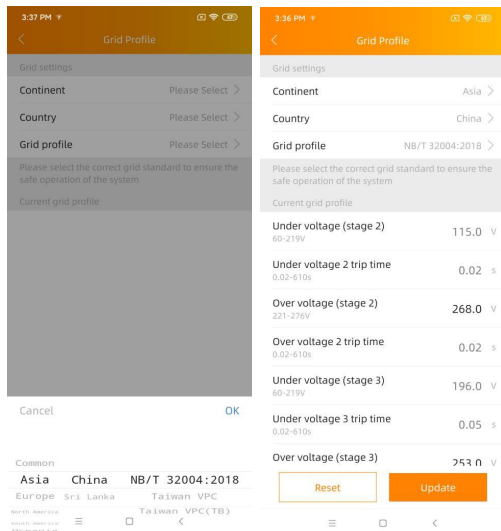 3:37 PM
Grid Profile
Grid settings
Continent Please Select
Country Please Select
Grid profile Please Select
Please select the correct grid standard to ensure the
safe operation of the system
Current grid profile
Cancel OK
Common
Asia China NB/T 32004:2018
Europe Sri Lanka Taiwan VPC
North America Taiwan VPC(TB)
South America
3:36 PM
Grid Profile
Grid settings
Continent Asia
Country China
Grid profile NB/T 32004:2018
Please select the correct grid standard to ensure the
safe operation of the system
Current grid profile
Under voltage (stage 2) 115.0 V
60-219V
Under voltage 2 trip time 0.02 s
0.02-610s
Over voltage (stage 2) 268.0 V
221-276V
Over voltage 2 trip time 0.02 s
0.02-610s
Under voltage (stage 3) 196.0 V
60-219V
Under voltage 3 trip time 0.05 s
0.02-610s
Over voltage (stage 3) 253.0 V
Reset Update